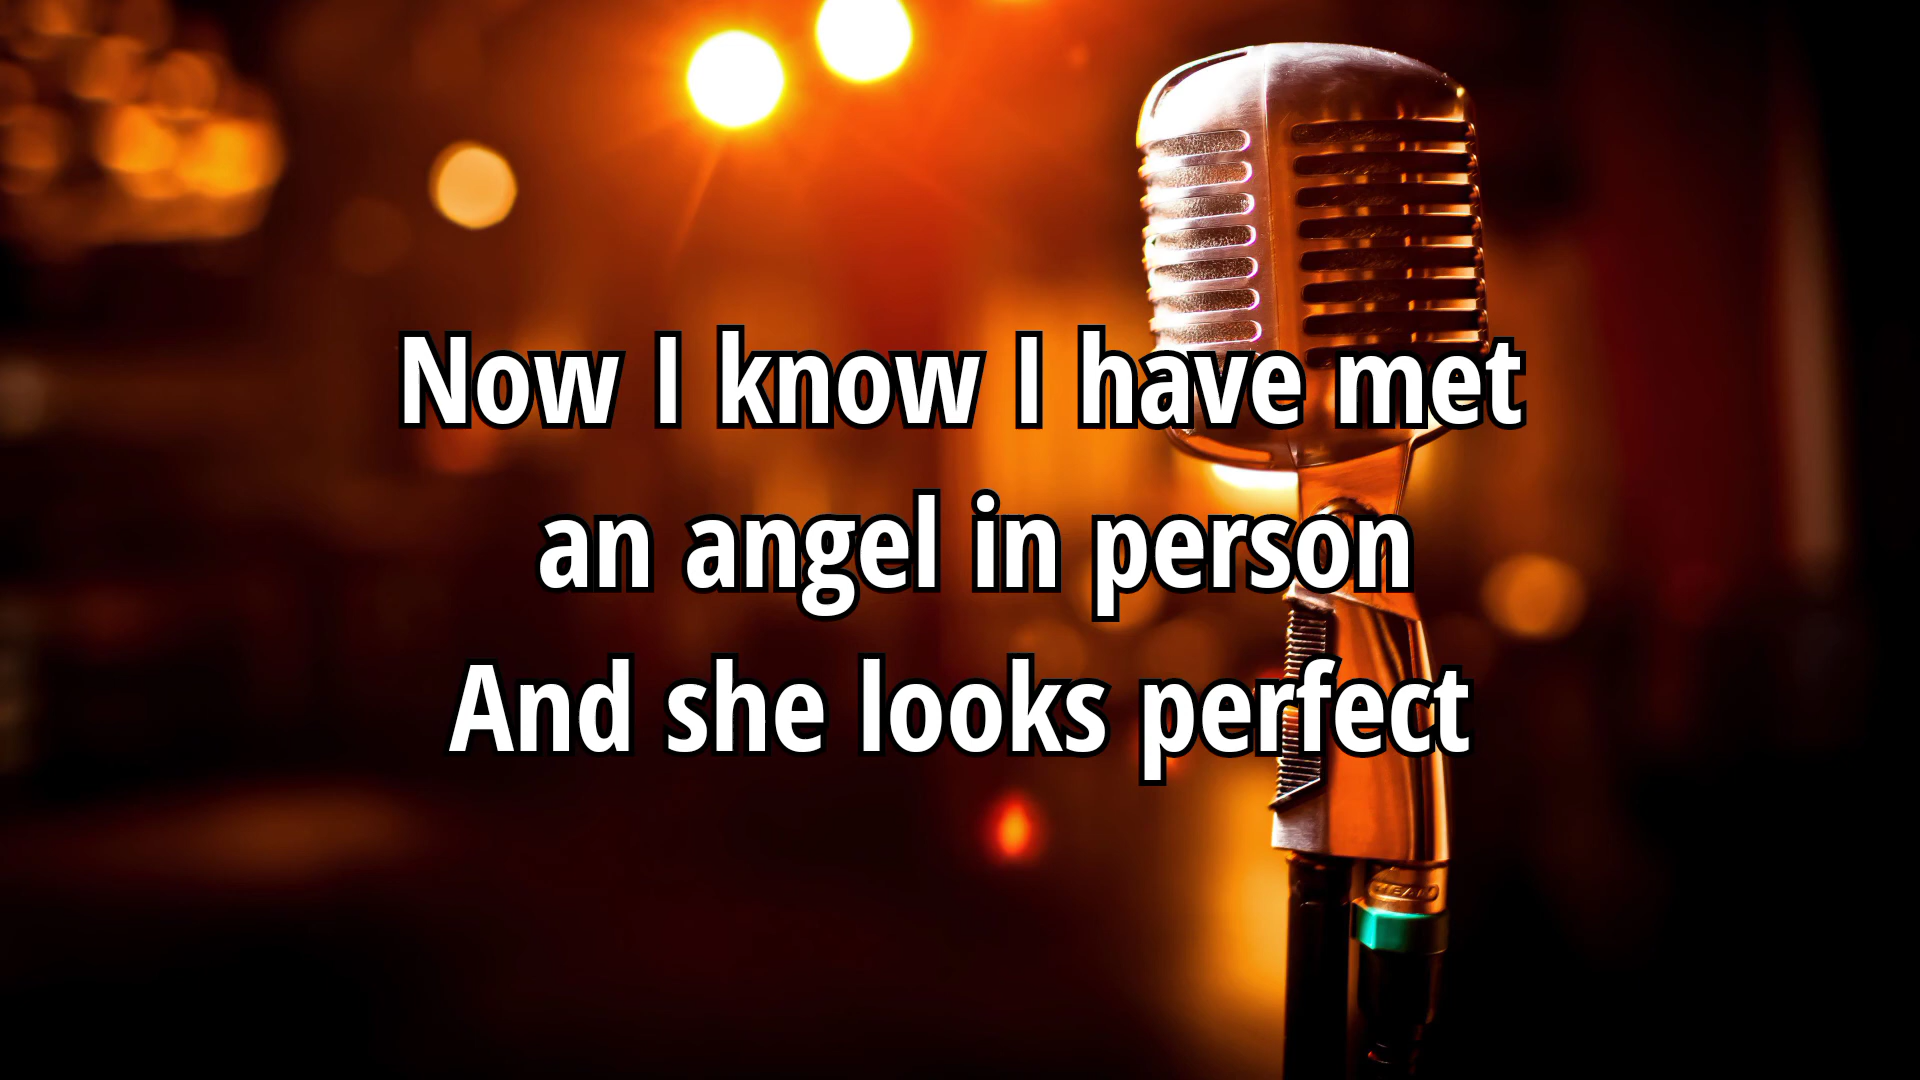 Now I know I have met
an angel in person
And she looks perfect